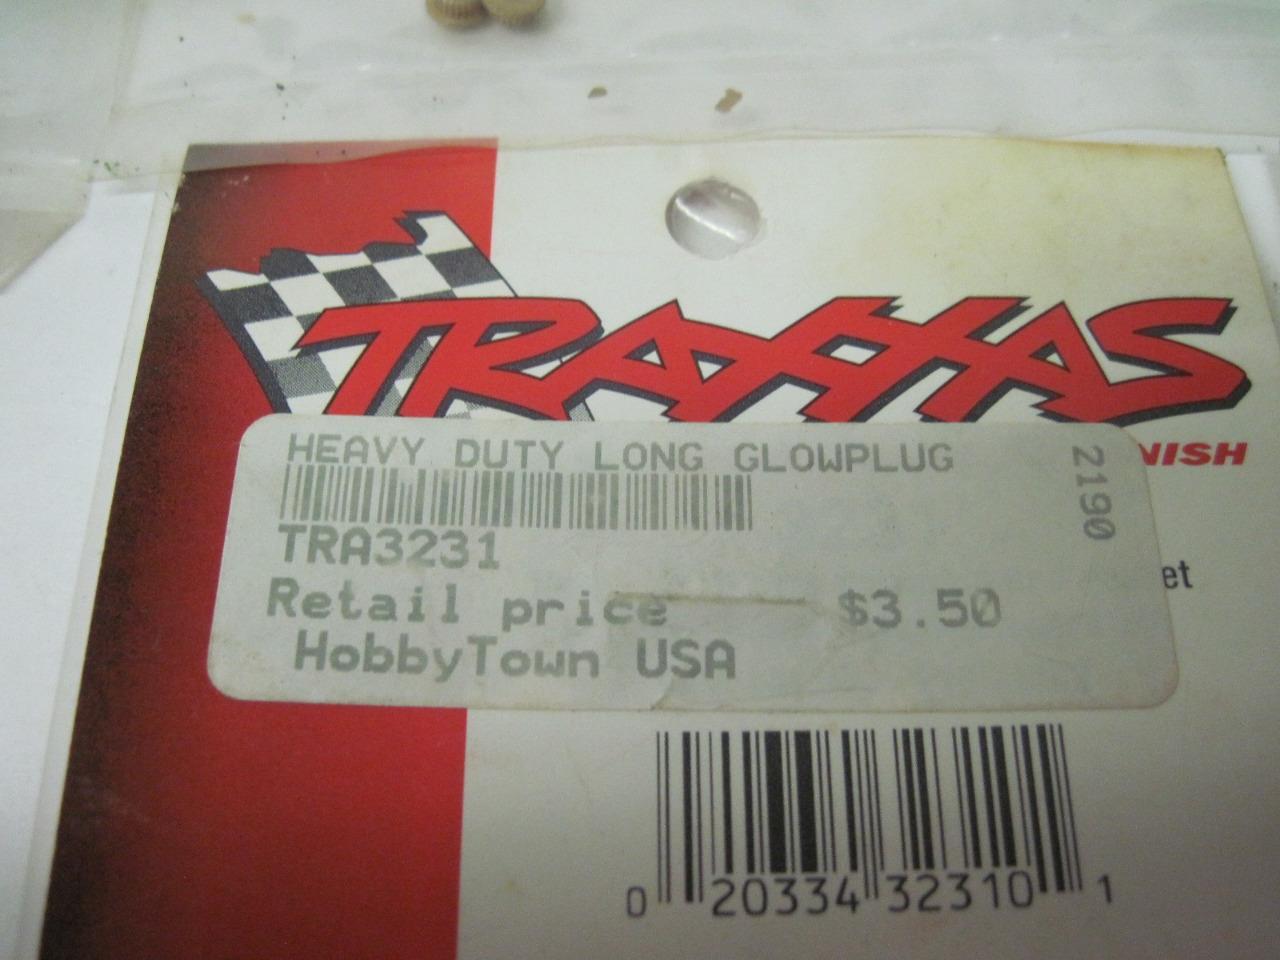 TRAXXAS
NISH
HEAVY DUTY LONG GLOWPLUG
2190
TRA3231
et
Retail price $3.50
HobbyTown USA
0 20334 32310 1